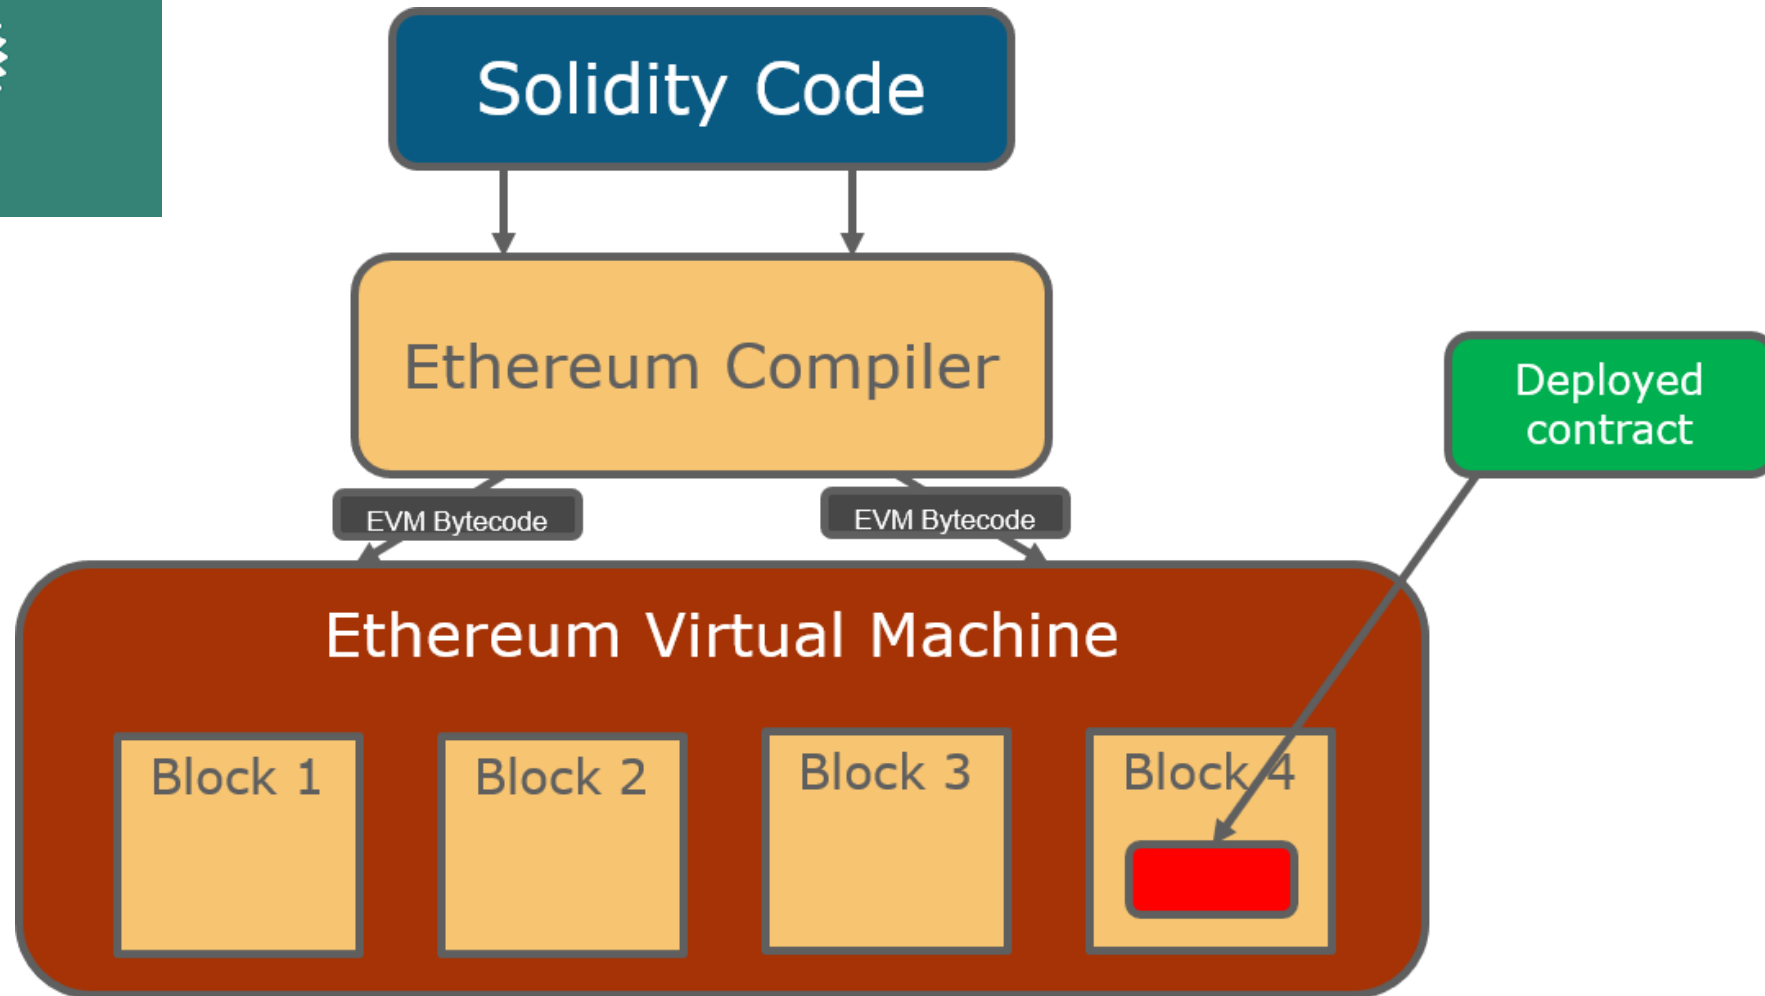 Solidity Code
Ethereum Compiler
Deployed
contract
EVM Bytecode
EVM Bytecode
Ethereum Virtual Machine
Block 1
Block 2
Block 3
Block 4